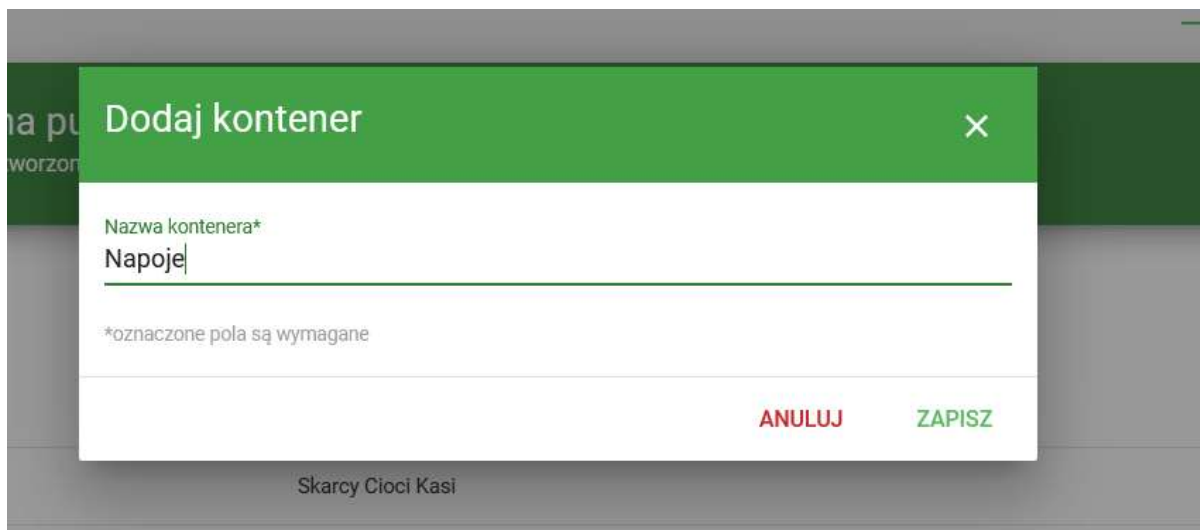 Dodaj kontener
Nazwa kontenera*
Napoje
*oznaczone pola są wymagane
ANULUJ ZAPISZ
Skarcy Cioci Kasi